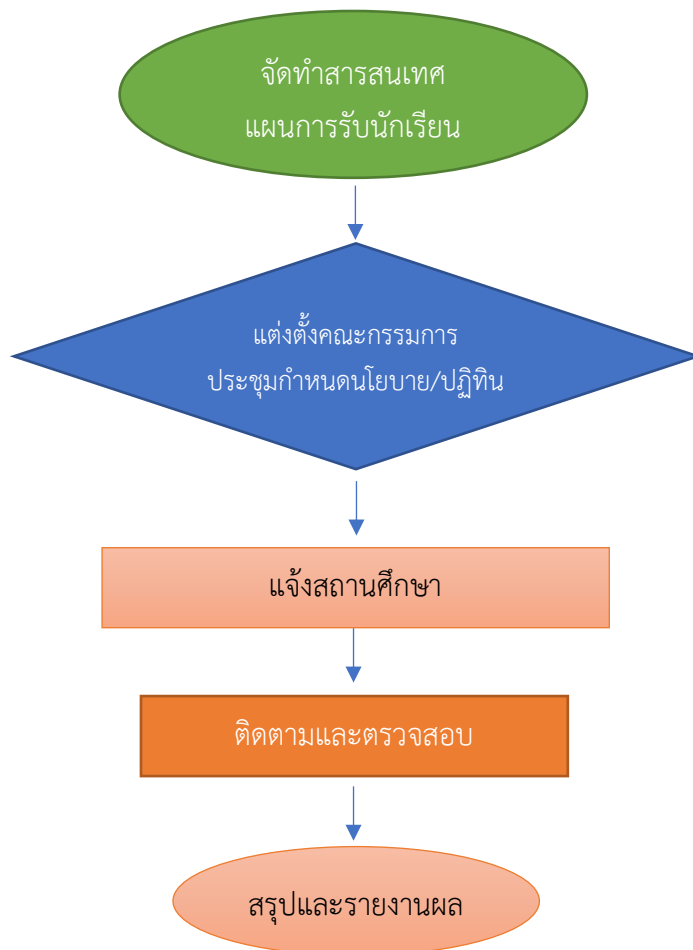 จัดทำสารสนเทศ
แผนการรับนักเรียน
แต่งตั้งคณะกรรมการ
ประชุมกำหนดนโยบาย/ปฏิทิน
แจ้งสถานศึกษา
ติดตามและตรวจสอบ
สรุปและรายงานผล